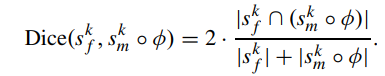 Dice(s_f^k, s_m^k ∘ ϕ) = 2 · |s_f^k ∩ (s_m^k ∘ ϕ)| / |s_f^k| + |s_m^k ∘ ϕ| .